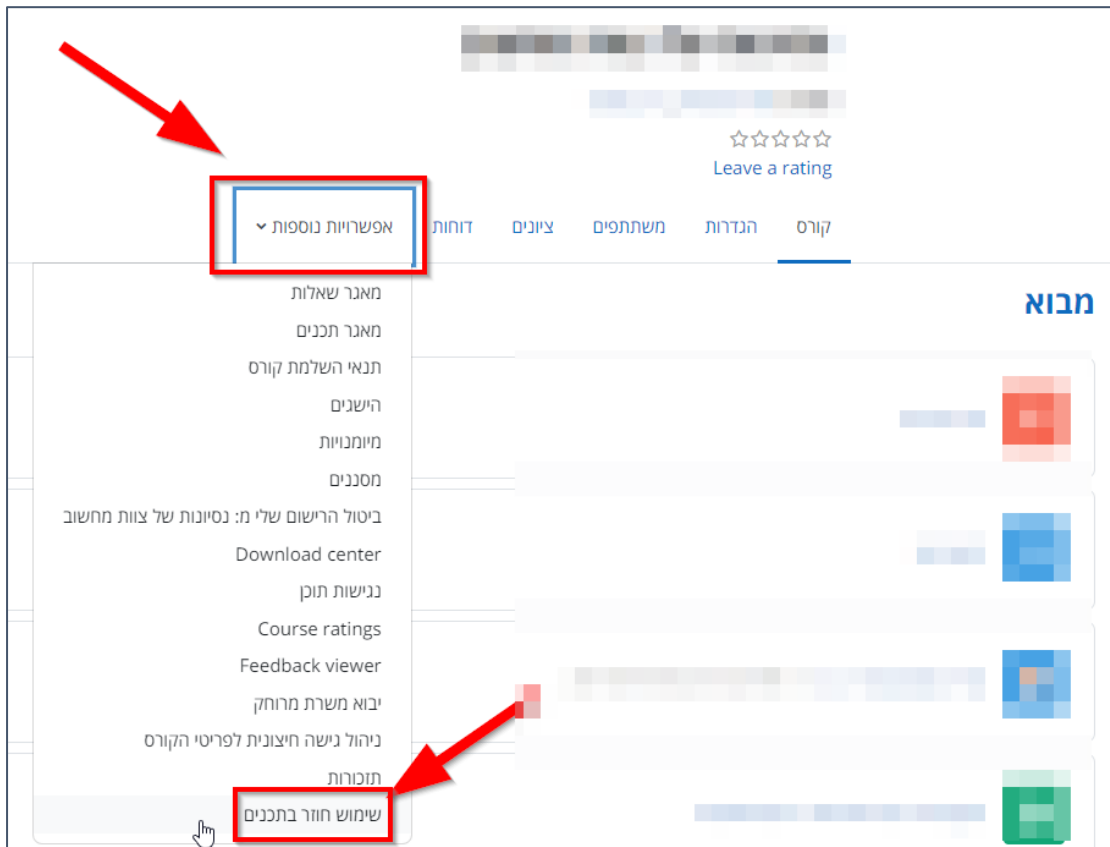 Leave a rating
קורס הגדרות משתתפים ציונים דוחות אפשרויות נוספות
מבוא
מאגר שאלות
מאגר תכנים
תנאי השלמת קורס
הישגים
מיומנויות
מסננים
ביטול הרישום שלי מ: נסיונות של צוות מחשוב
Download center
נגישות תוכן
Course ratings
Feedback viewer
יבוא משרת מרוחק
ניהול גישה חיצונית לפריטי הקורס
תזכורות
שימוש חוזר בתכנים